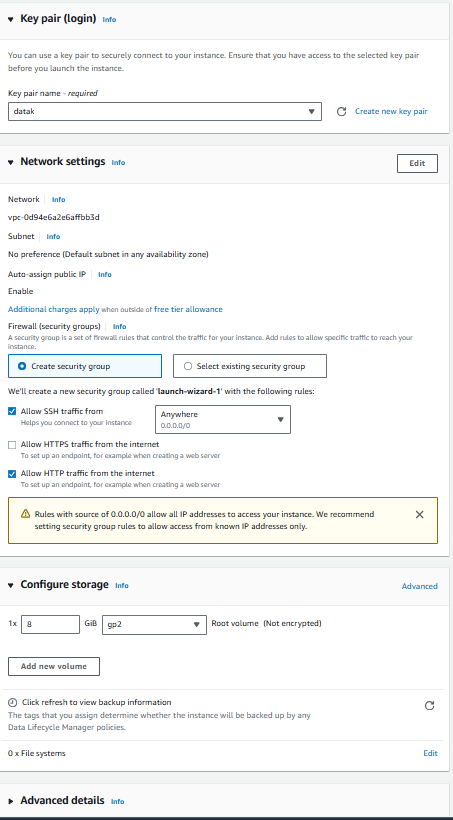 Key pair (login) Info
You can use a key pair to securely connect to your instance. Ensure that you have access to the selected key pair
before you launch the instance.
Key pair name - required
datak
Create new key pair
Network settings Info
Edit
Network Info
vpc-0d94e6a2e6affbb3d
Subnet Info
No preference (Default subnet in any availability zone)
Auto-assign public IP Info
Enable
Additional charges apply when outside of free tier allowance
Firewall (security groups) Info
A security group is a set of firewall rules that control the traffic for your instance. Add rules to allow specific traffic to reach your
instance.
Create security group
Select existing security group
We'll create a new security group called 'launch-wizard-1' with the following rules:
Allow SSH traffic from
Helps you connect to your instance
Anywhere
0.0.0.0/0
Allow HTTPS traffic from the internet
To set up an endpoint, for example when creating a web server
Allow HTTP traffic from the internet
To set up an endpoint, for example when creating a web server
Rules with source of 0.0.0.0/0 allow all IP addresses to access your instance. We recommend
setting security group rules to allow access from known IP addresses only.
Configure storage Info
Advanced
1x 8 GiB gp2 Root volume (Not encrypted)
Add new volume
Click refresh to view backup information
The tags that you assign determine whether the instance will be backed up by any
Data Lifecycle Manager policies.
0 x File systems
Edit
Advanced details Info